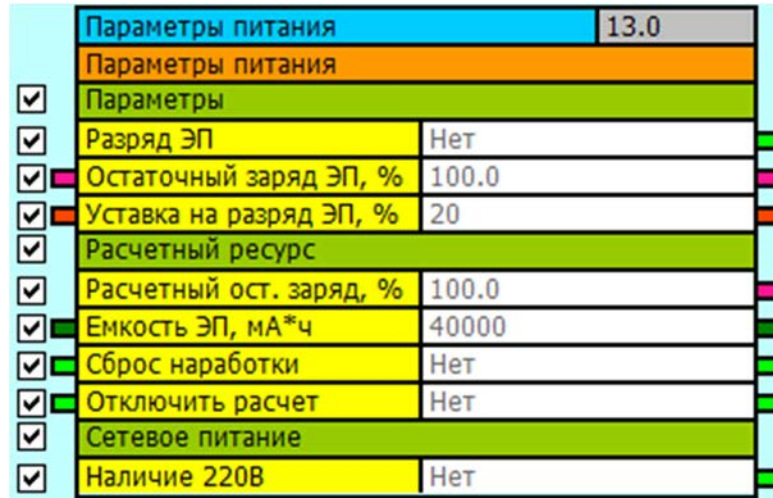 Параметры питания 13.0
Параметры питания
Параметры
Разряд ЭП Нет
Остаточный заряд ЭП, % 100.0
Уставка на разряд ЭП, % 20
Расчетный ресурс
Расчетный ост. заряд, % 100.0
Емкость ЭП, мА*ч 40000
Сброс наработки Нет
Отключить расчет Нет
Сетевое питание
Наличие 220В Нет